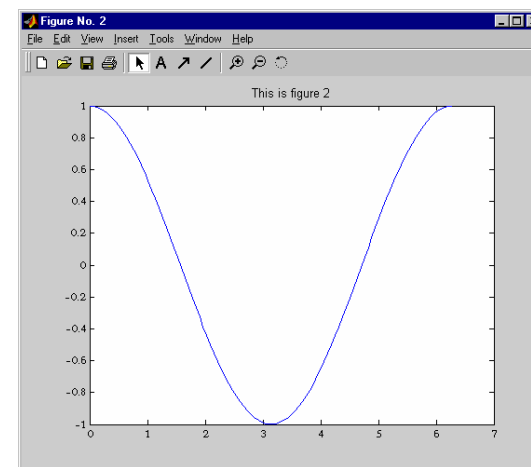 Figure No. 2
File Edit View Insert Tools Window Help
A
This is figure 2
1
0.8
0.6
0.4
0.2
0
-0.2
-0.4
-0.6
-0.8
-1
0 1 2 3 4 5 6 7